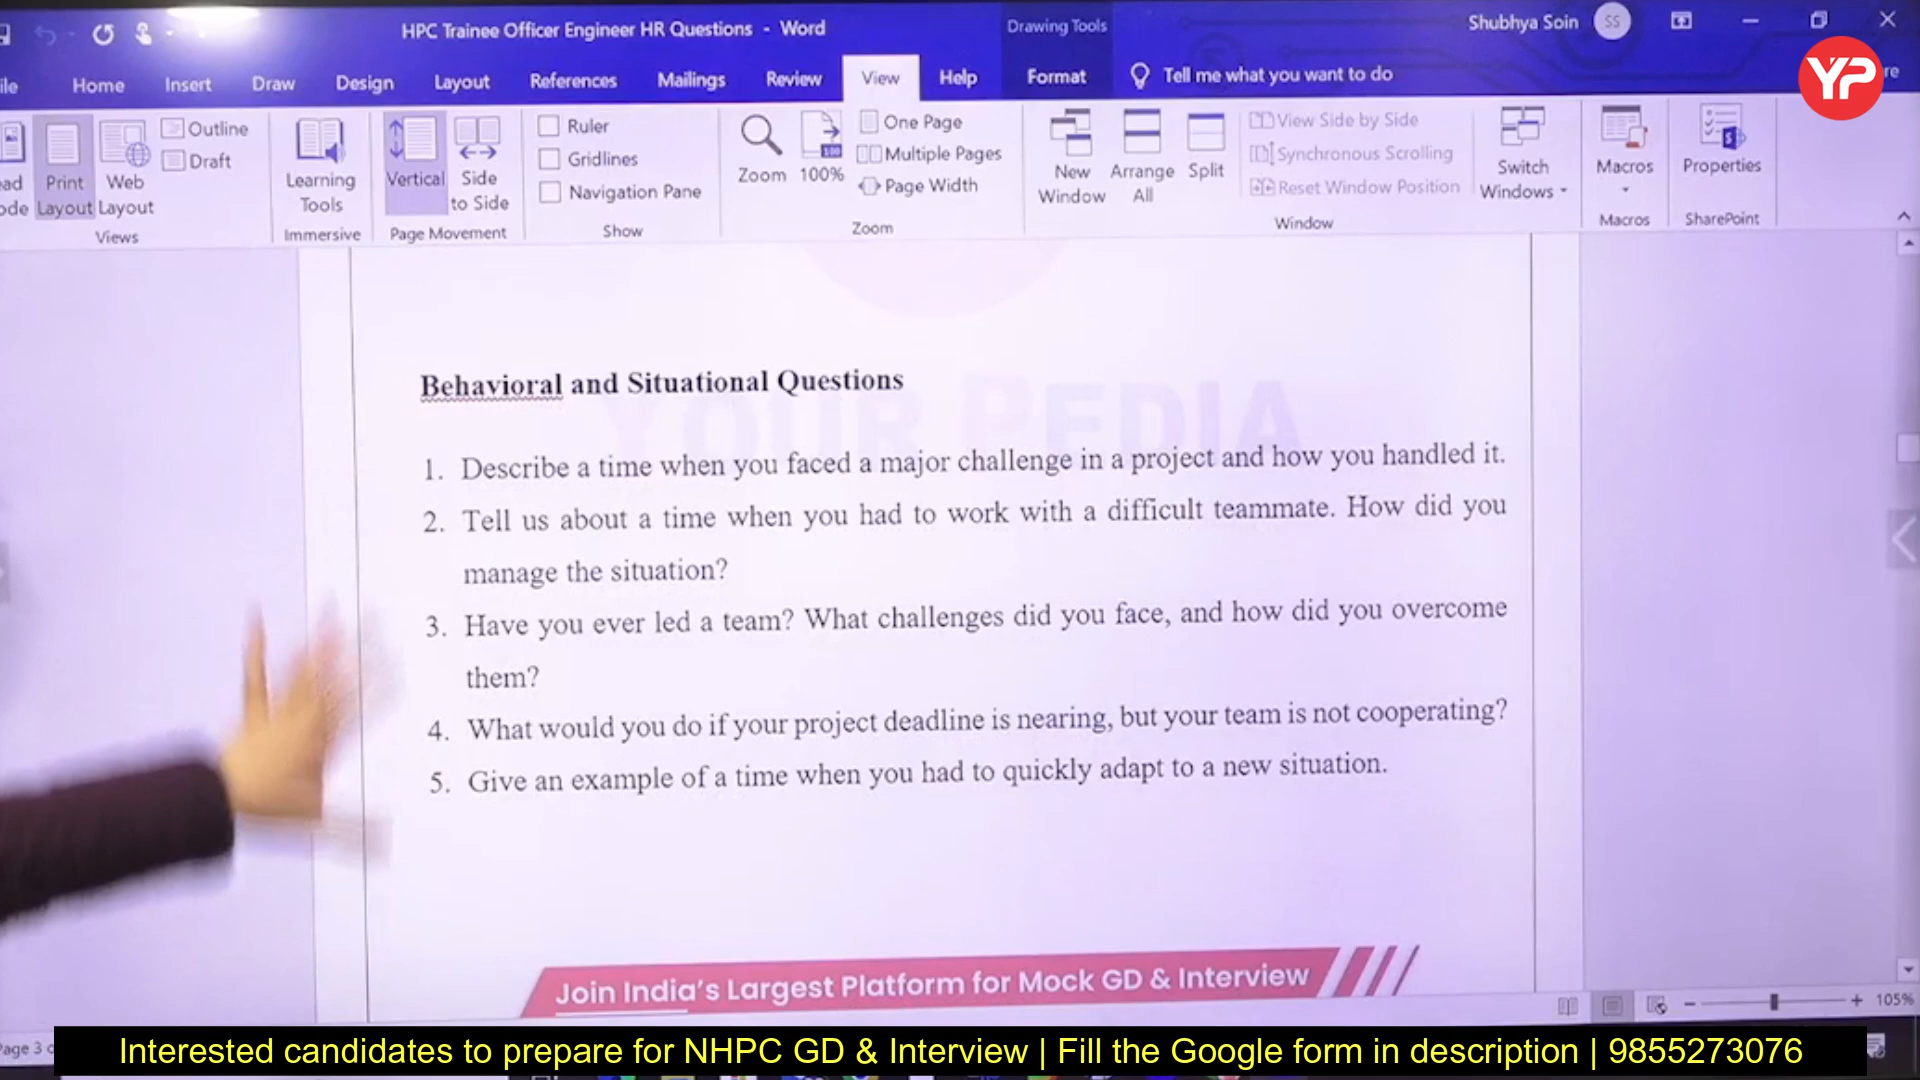 HPC Trainee Officer Engineer HR Questions - Word
Drawing Tools
Shubhya Soin
SS
YP
Home Insert Draw Design Layout References Mailings Review View Help Format Tell me what you want to do
Outline
Draft
Print Layout
Web Layout
Views
Learning Tools
Immersive
Vertical
Side to Side
Page Movement
Ruler
Gridlines
Navigation Pane
Show
Zoom
100%
One Page
Multiple Pages
Page Width
Zoom
New Window
Arrange All
Split
View Side by Side
Synchronous Scrolling
Reset Window Position
Switch Windows
Window
Macros
Macros
Properties
SharePoint
YOUR PEDIA
Behavioral and Situational Questions
1. Describe a time when you faced a major challenge in a project and how you handled it.
2. Tell us about a time when you had to work with a difficult teammate. How did you
manage the situation?
3. Have you ever led a team? What challenges did you face, and how did you overcome
them?
4. What would you do if your project deadline is nearing, but your team is not cooperating?
5. Give an example of a time when you had to quickly adapt to a new situation.
Join India's Largest Platform for Mock GD & Interview
105%
Page 3
Interested candidates to prepare for NHPC GD & Interview | Fill the Google form in description | 9855273076